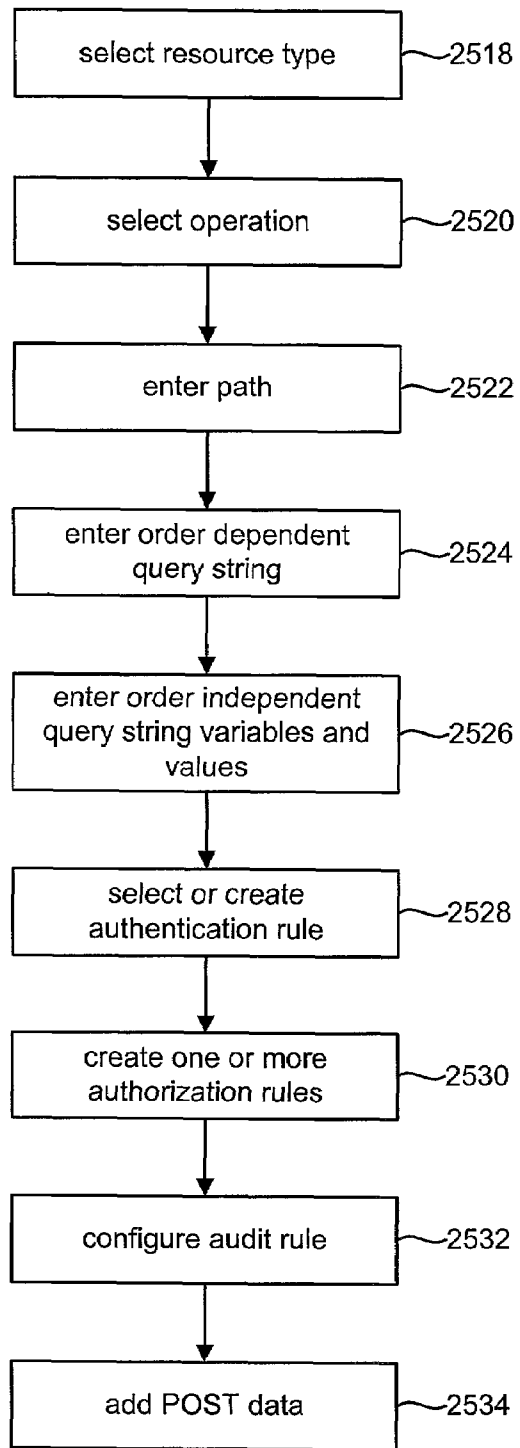 select resource type
2518
select operation
2520
enter path
2522
enter order dependent
query string
2524
enter order independent
query string variables and
values
2526
select or create
authentication rule
2528
create one or more
authorization rules
2530
configure audit rule
2532
add POST data
2534